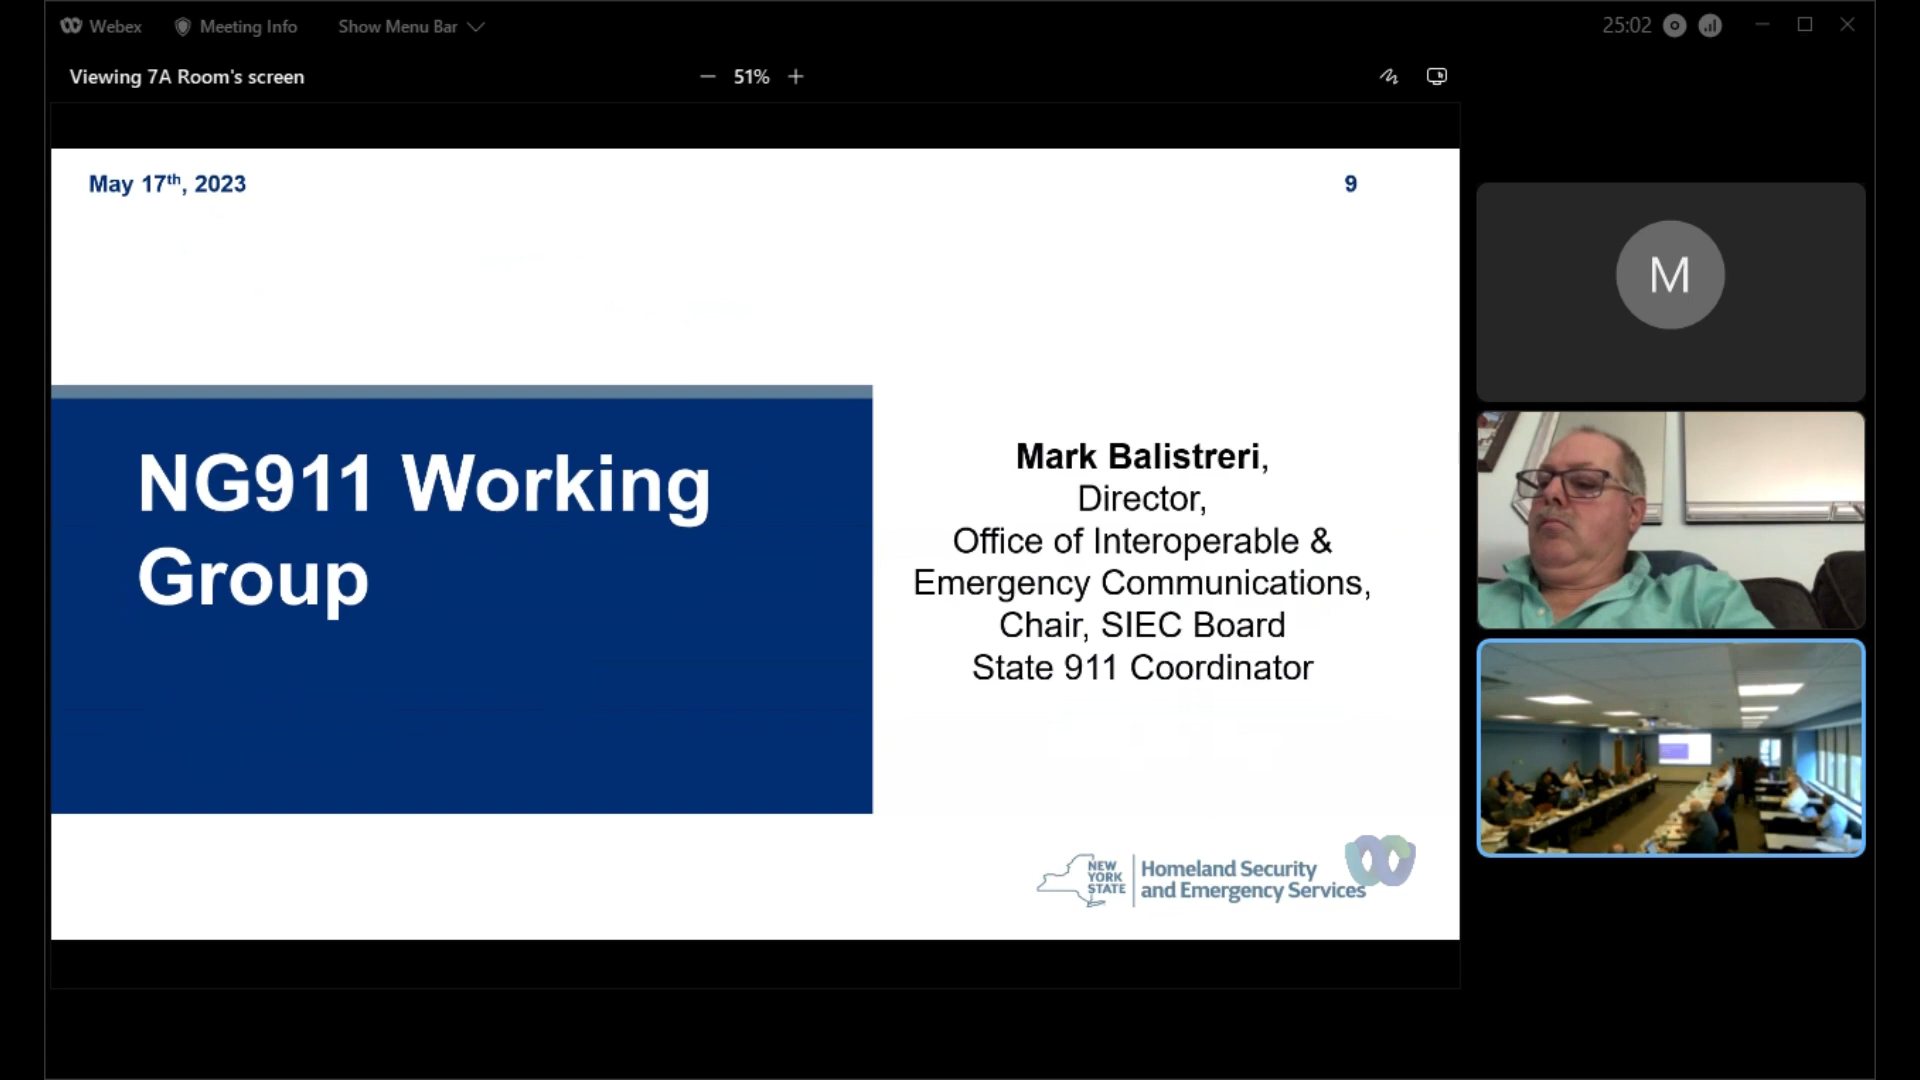 Webex Meeting Info Show Menu Bar 25:02
Viewing 7A Room's screen 51%
May 17th, 2023 9
NG911 Working
Group
Mark Balistreri,
Director,
Office of Interoperable &
Emergency Communications,
Chair, SIEC Board
State 911 Coordinator
M
NEW
YORK
STATE
Homeland Security
and Emergency Services